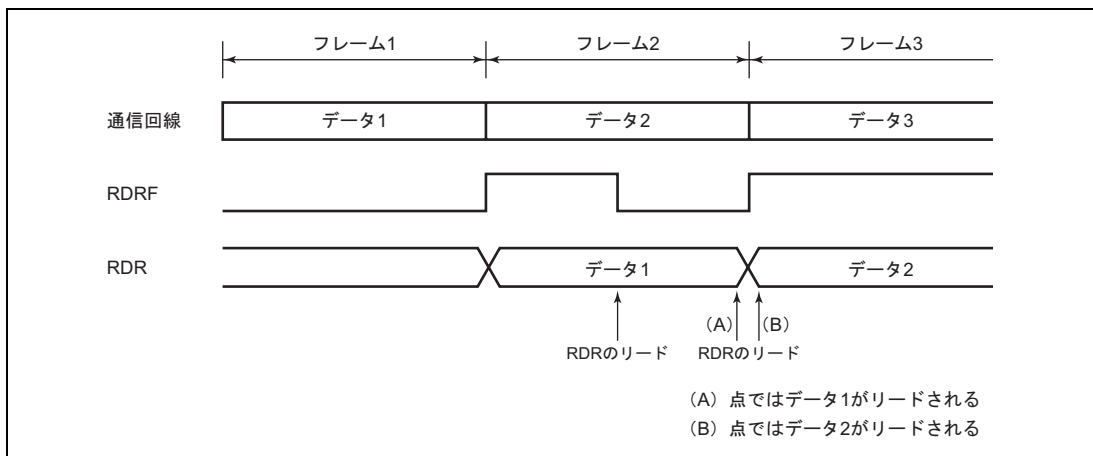 フレーム1 フレーム2 フレーム3
通信回線 データ1 データ2 データ3
RDRF
RDR データ1 データ2
(A) (B)
RDRのリード RDRのリード
(A) 点ではデータ1がリードされる
(B) 点ではデータ2がリードされる